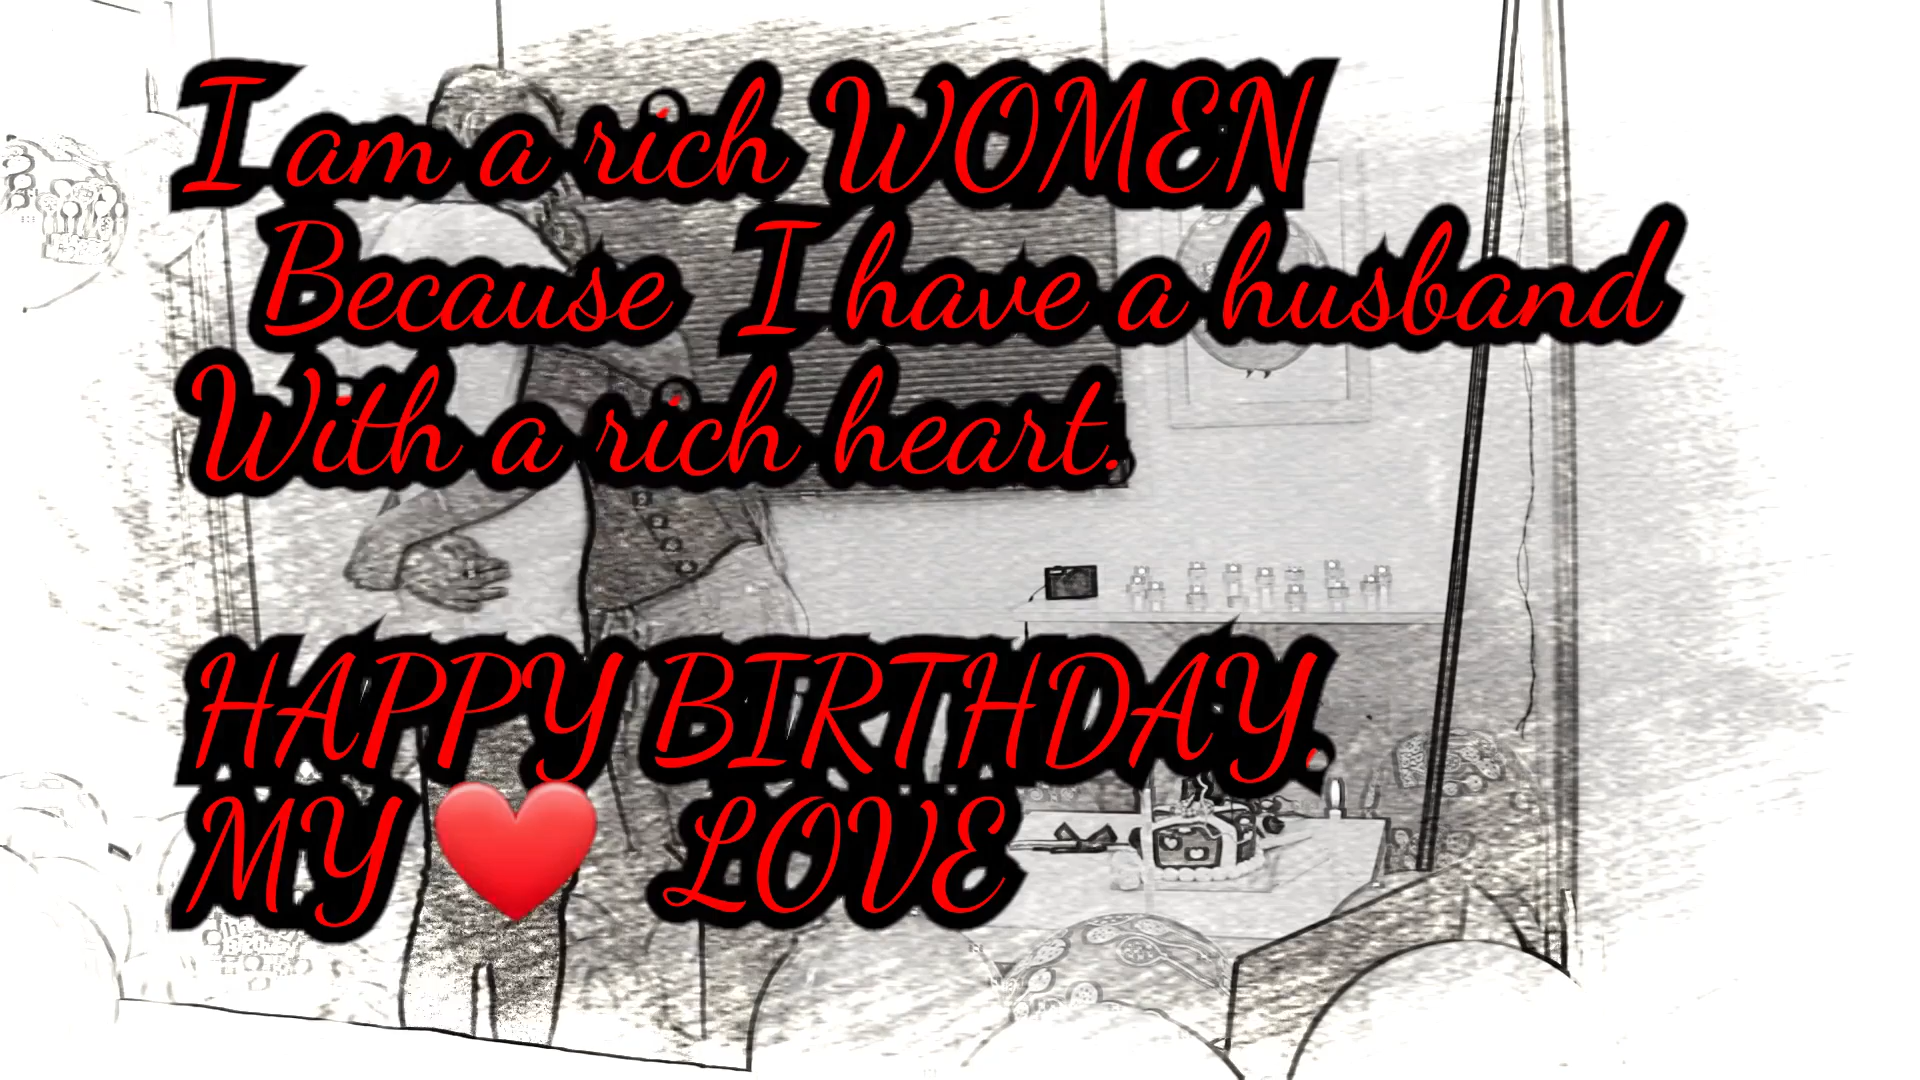 I am a rich WOMEN
Because I have a husband
With a rich heart.
HAPPY BIRTHDAY,
MY ❤️ LOVE